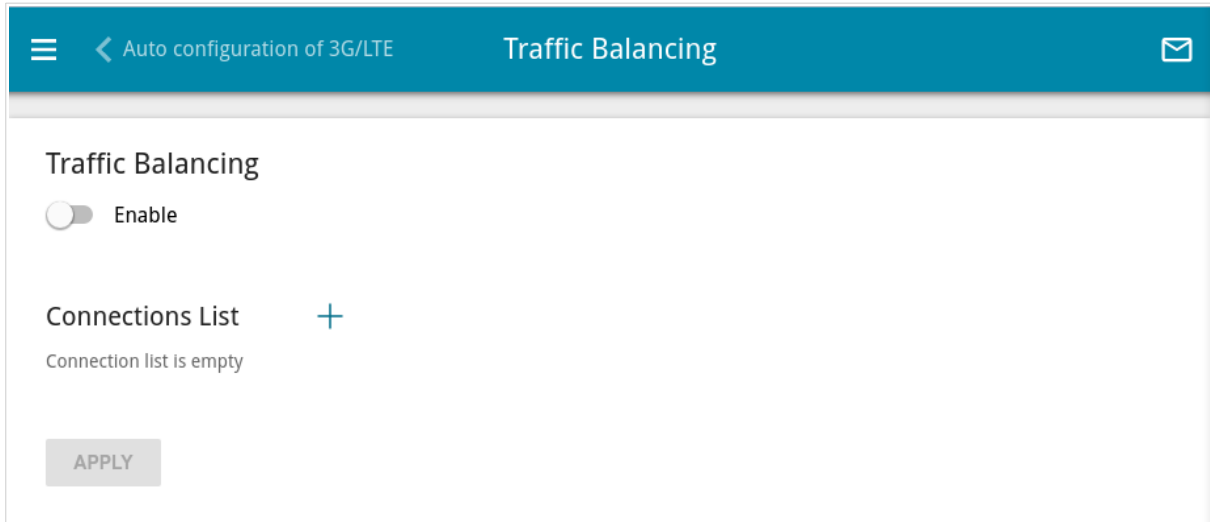 Auto configuration of 3G/LTE Traffic Balancing
Traffic Balancing
Enable
Connections List
Connection list is empty
APPLY